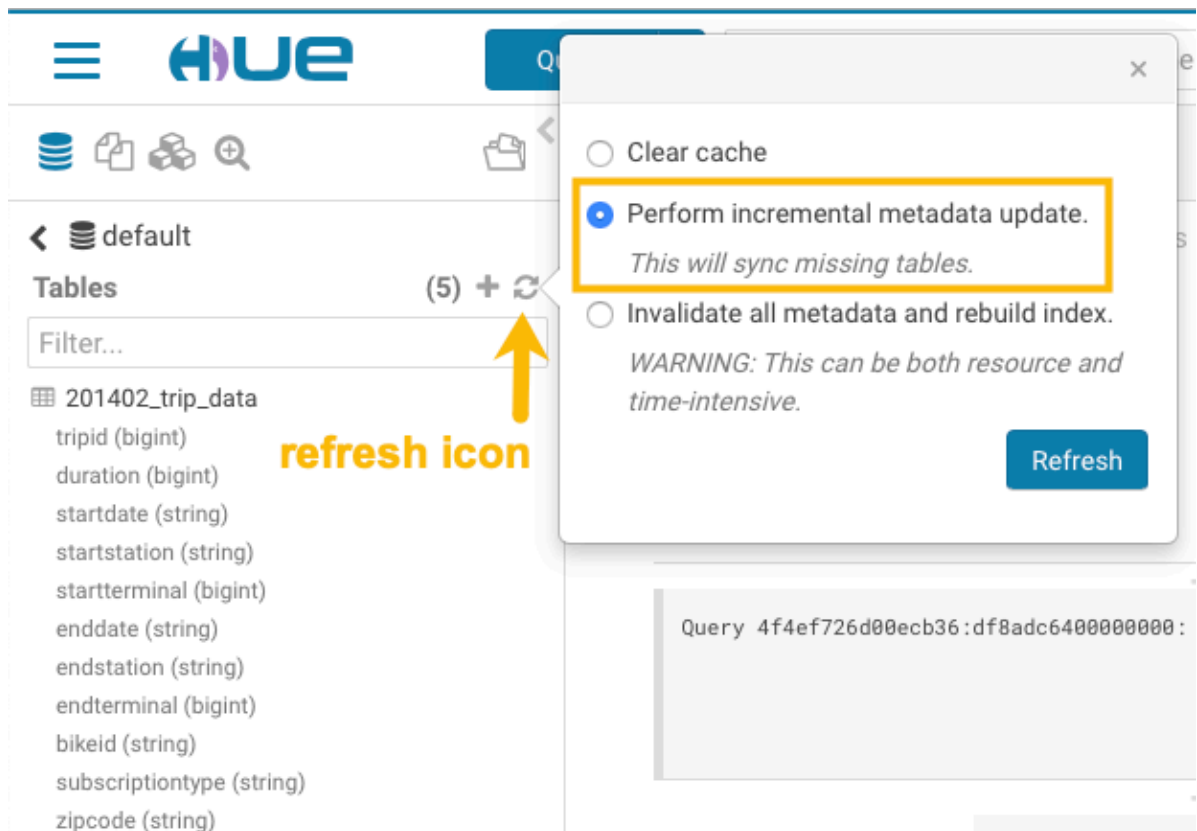 HUE
Clear cache
Perform incremental metadata update.
This will sync missing tables.
Invalidate all metadata and rebuild index.
WARNING: This can be both resource and
time-intensive.
Refresh
default
Tables (5)
Filter...
refresh icon
201402_trip_data
tripid (bigint)
duration (bigint)
startdate (string)
startstation (string)
startterminal (bigint)
enddate (string)
endstation (string)
endterminal (bigint)
bikeid (string)
subscriptiontype (string)
zipcode (string)
Query 4f4ef726d00ecb36:df8adc6400000000: